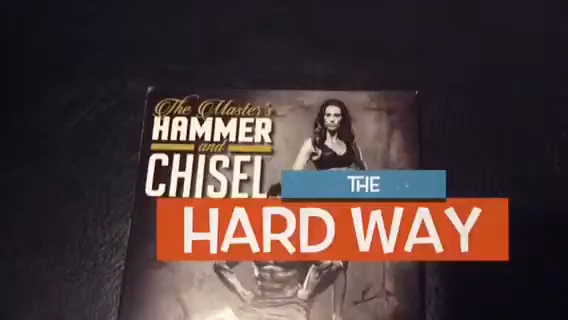 The Master's
HAMMER
and
CHISEL
THE
HARD WAY